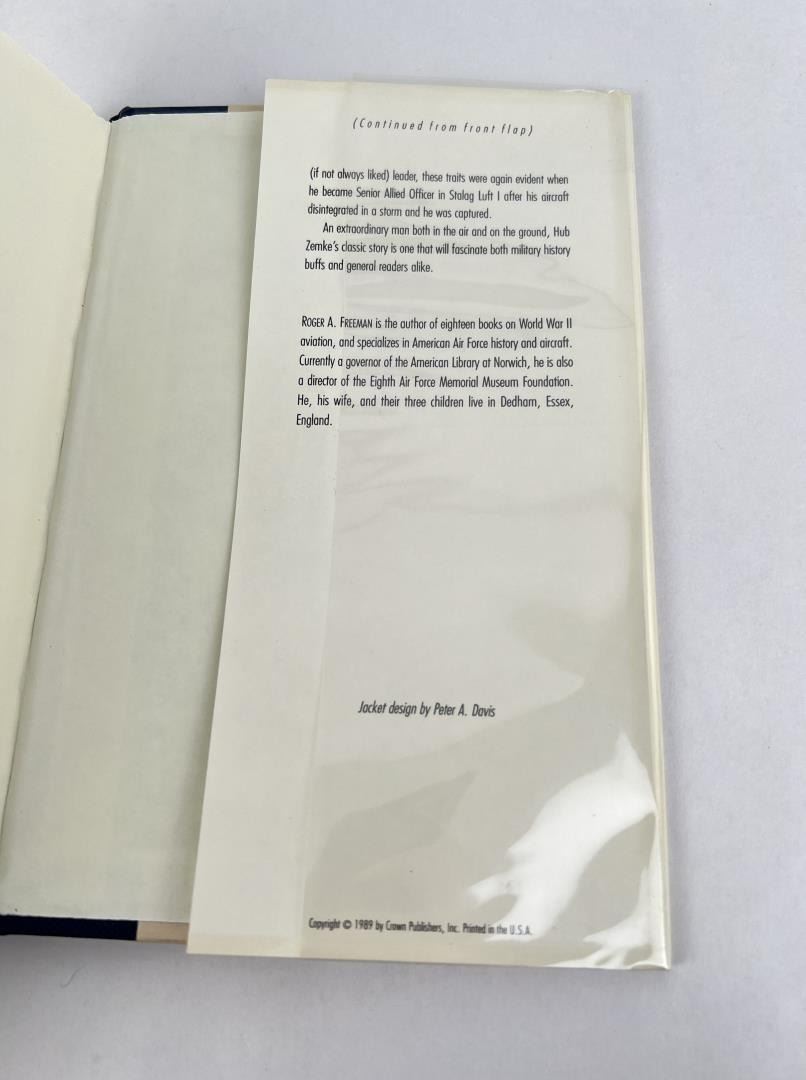 (Continued from front flap)
(if not always liked) leader, these traits were again evident when
he became Senior Allied Officer in Stalag Luft I after his aircraft
disintegrated in a storm and he was captured.
An extraordinary man both in the air and on the ground, Hub
Zemke's classic story is one that will fascinate both military history
buffs and general readers alike.
ROGER A. FREEMAN is the author of eighteen books on World War II
aviation, and specializes in American Air Force history and aircraft.
Currently a governor of the American Library at Norwich, he is also
a director of the Eighth Air Force Memorial Museum Foundation.
He, his wife, and their three children live in Dedham, Essex,
England.
Jacket design by Peter A. Davis
Copyright © 1989 by Crown Publishers, Inc. Printed in the U.S.A.